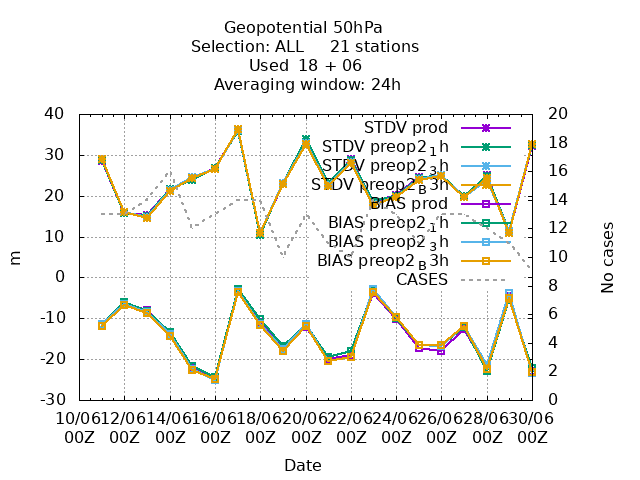 Geopotential 50hPa
Selection: ALL     21 stations
Used  18 + 06
Averaging window: 24h
STDV prod
STDV preop2_1h
STDV preop2_3h
STDV preop2_B3h
BIAS prod
BIAS preop2_1h
BIAS preop2_3h
BIAS preop2_B3h
CASES
40
30
20
10
0
-10
-20
-30
m
20
18
16
14
12
10
8
6
4
2
0
No cases
10/06 12/06 14/06 16/06 18/06 20/06 22/06 24/06 26/06 28/06 30/06
00Z 00Z 00Z 00Z 00Z 00Z 00Z 00Z 00Z 00Z 00Z
Date